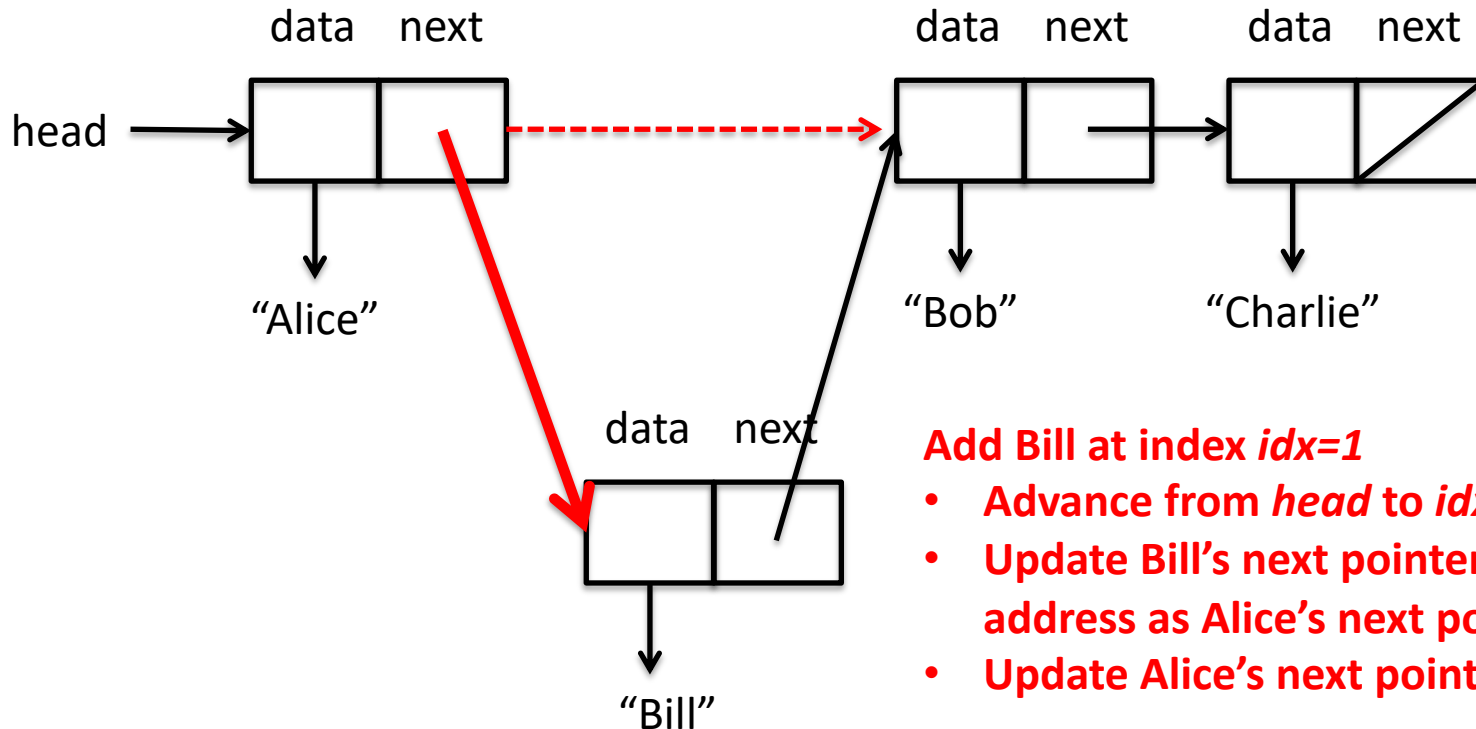 data next data next data next
head
“Alice” “Bob” “Charlie”
data next
Add Bill at index idx=1
• Advance from head to
• Update Bill’s next pointer
address as Alice’s next
• Update Alice’s next
“Bill”